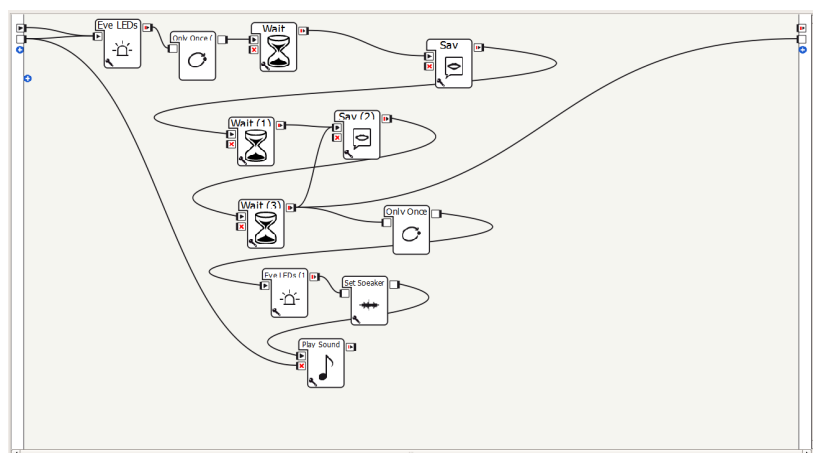 Eye LEDs
Only Once (
Wait
Say
Wait (1)
Say (2)
Wait (3)
Only Once
Eye LEDs (1
Set Speaker
Play Sound